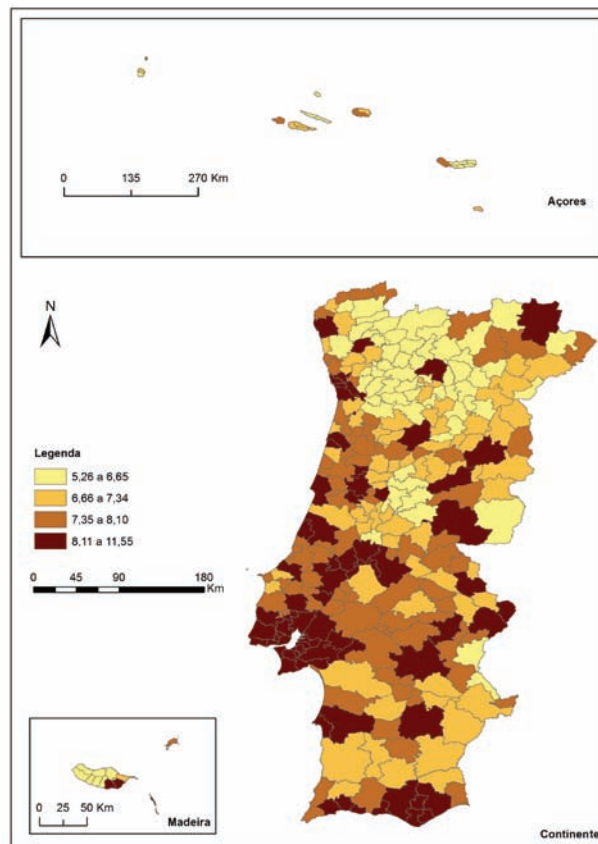 0 135 270 Km
Açores
N
Legenda
5,26 a 6,65
6,66 a 7,34
7,35 a 8,10
8,11 a 11,55
0 45 90 180
Km
0 25 50 Km
Madeira
Continente